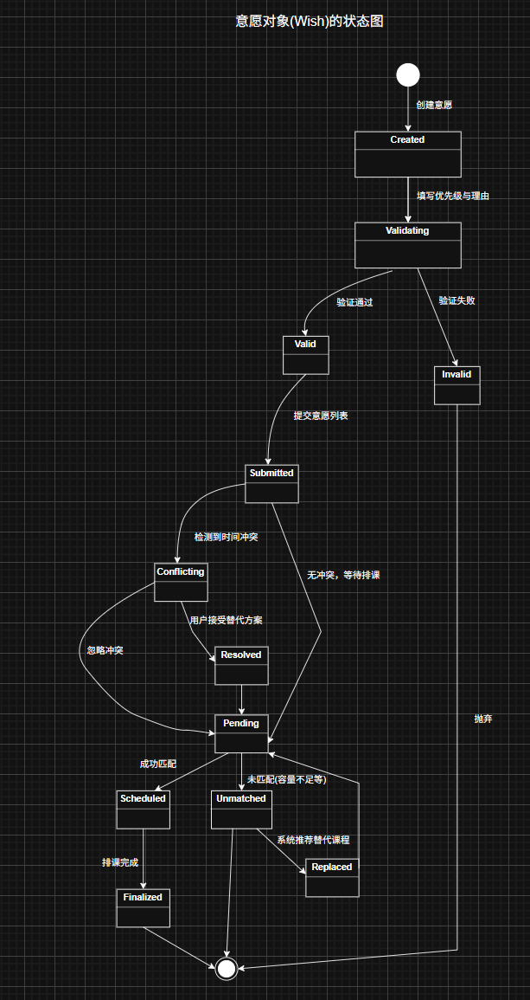 意愿对象(Wish)的状态图
创建意愿
Created
填写优先级与理由
Validating
验证通过
验证失败
Valid
Invalid
提交意愿列表
Submitted
检测到时间冲突
无冲突，等待排课
Conflicting
用户接受替代方案
忽略冲突
Resolved
Pending
抛弃
成功匹配
未匹配(容量不足等)
Scheduled
Unmatched
系统推荐替代课程
排课完成
Replaced
Finalized